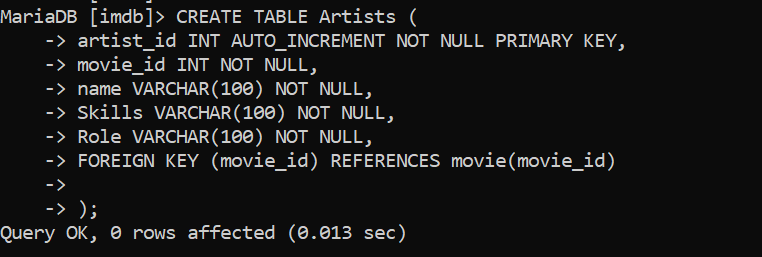 MariaDB [imdb]> CREATE TABLE Artists (
    -> artist_id INT AUTO_INCREMENT NOT NULL PRIMARY KEY,
    -> movie_id INT NOT NULL,
    -> name VARCHAR(100) NOT NULL,
    -> Skills VARCHAR(100) NOT NULL,
    -> Role VARCHAR(100) NOT NULL,
    -> FOREIGN KEY (movie_id) REFERENCES movie(movie_id)
    ->
    -> );
Query OK, 0 rows affected (0.013 sec)